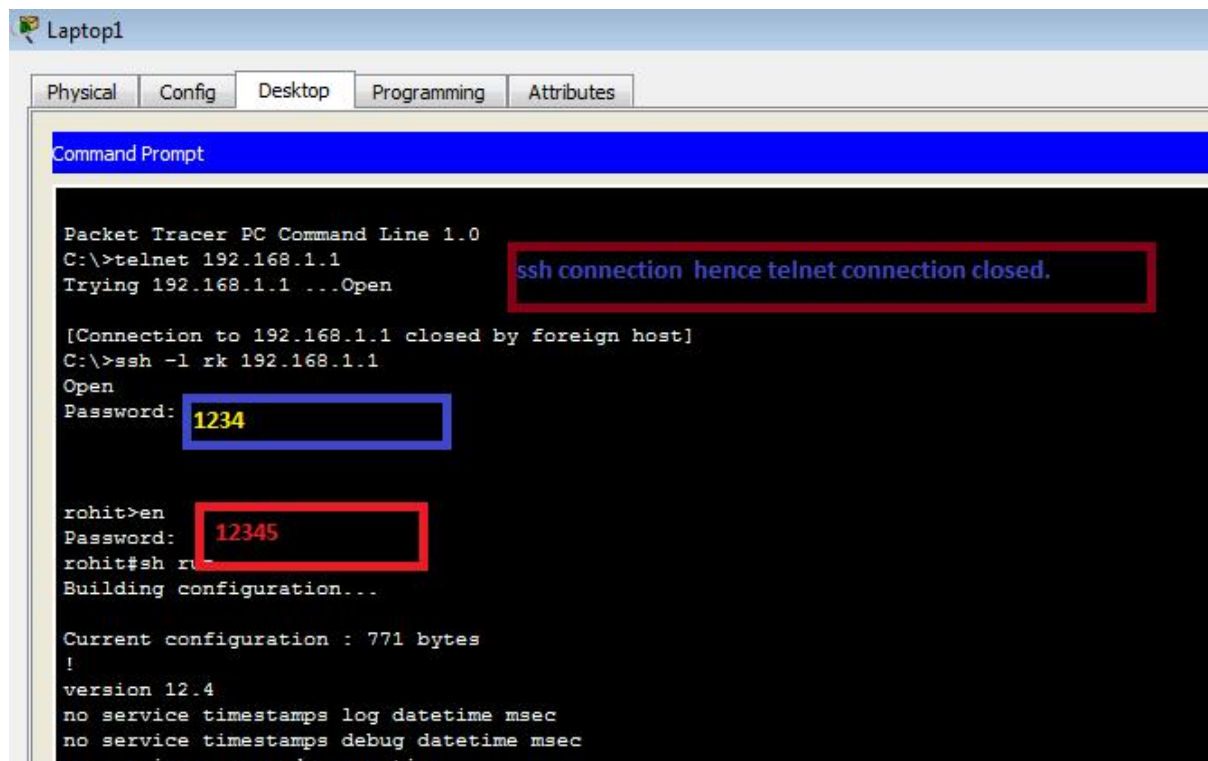 Laptop1
Physical Config Desktop Programming Attributes
Command Prompt
Packet Tracer PC Command Line 1.0
C:\>telnet 192.168.1.1
Trying 192.168.1.1 ...Open
ssh connection hence telnet connection closed.
[Connection to 192.168.1.1 closed by foreign host]
C:\>ssh -l rk 192.168.1.1
Open
Password: 1234
rohit>en
Password: 12345
rohit#sh run
Building configuration...
Current configuration : 771 bytes
!
version 12.4
no service timestamps log datetime msec
no service timestamps debug datetime msec